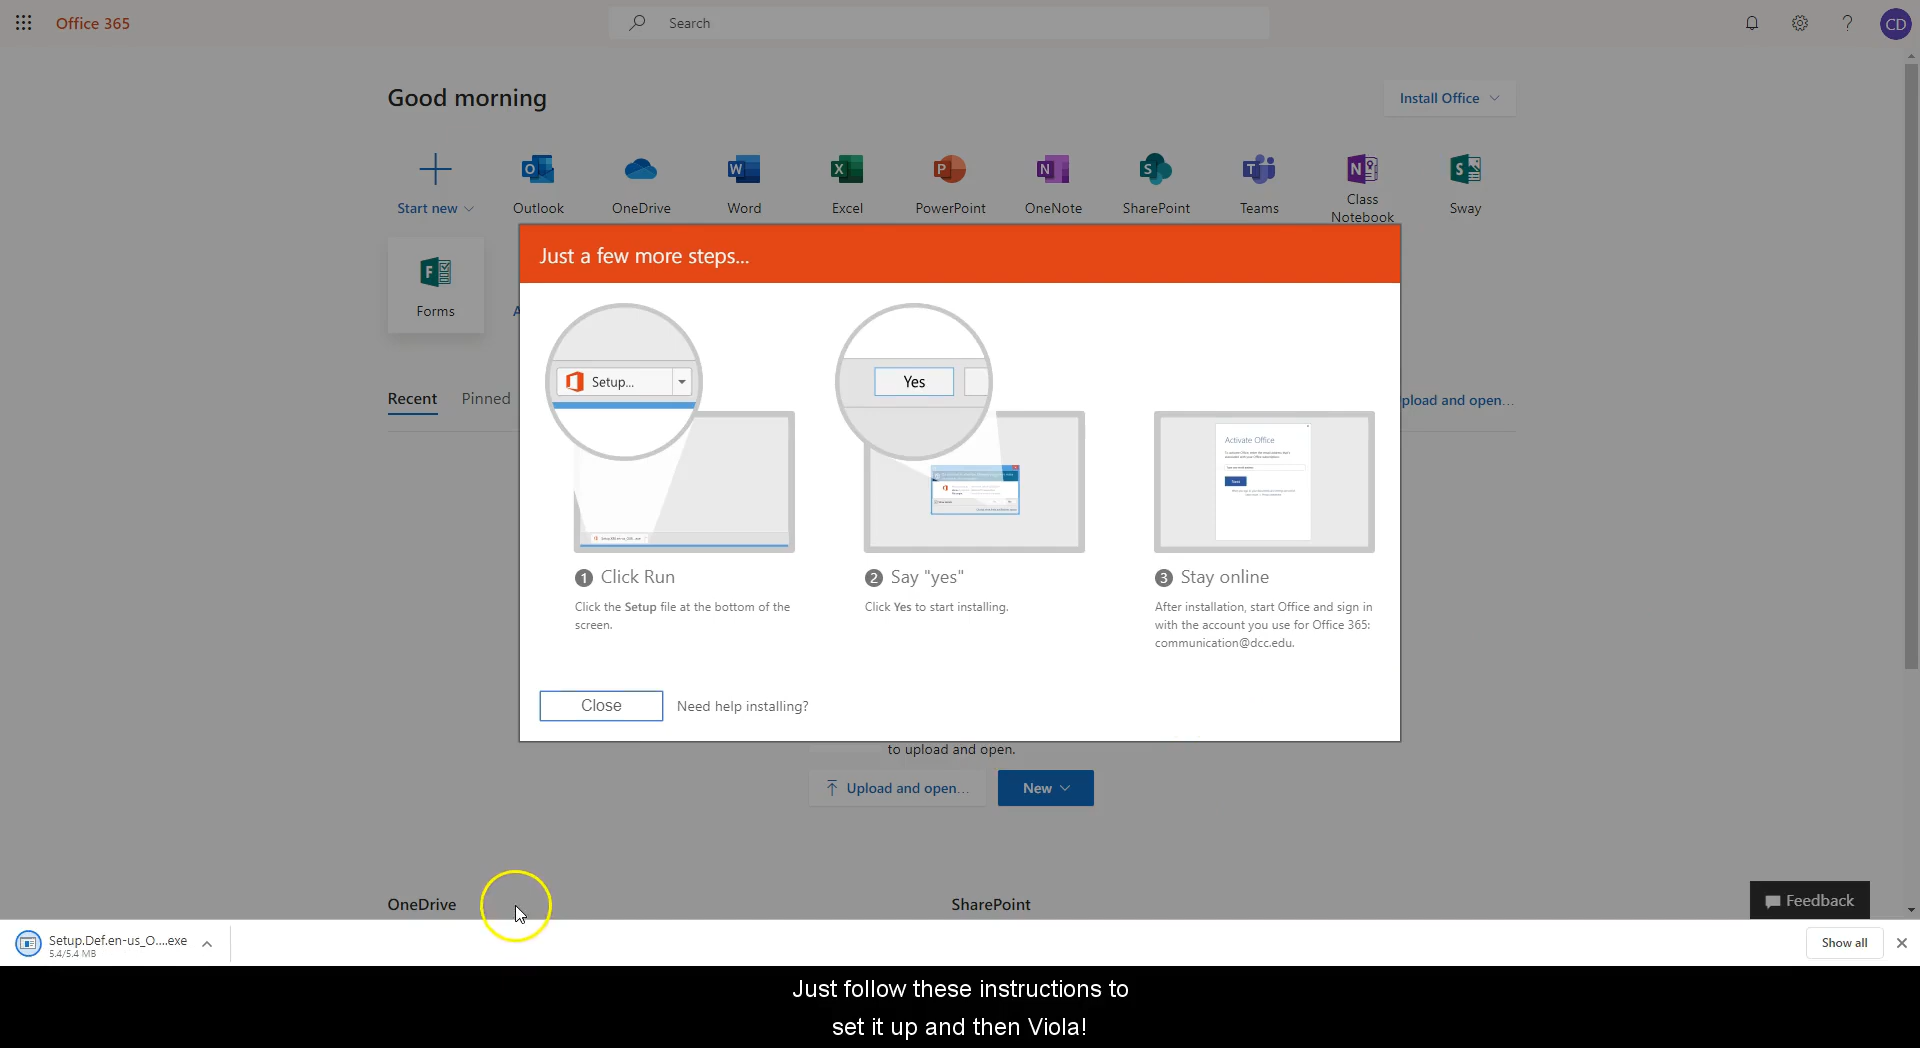 Office 365
Search
CD
Good morning
Install Office
Start new
Outlook
OneDrive
Word
Excel
PowerPoint
OneNote
SharePoint
Teams
Class
Notebook
Sway
Forms
Just a few more steps...
Setup...
Yes
Recent
Pinned
pload and open...
Activate Office
1 Click Run
Click the Setup file at the bottom of the
screen.
2 Say "yes"
Click Yes to start installing.
3 Stay online
After installation, start Office and sign in
with the account you use for Office 365:
communication@dcc.edu.
Close
Need help installing?
to upload and open.
Upload and open...
New
OneDrive
SharePoint
Feedback
Setup.Def.en-us_O....exe
5.4/5.4 MB
Show all
Just follow these instructions to
set it up and then Viola!